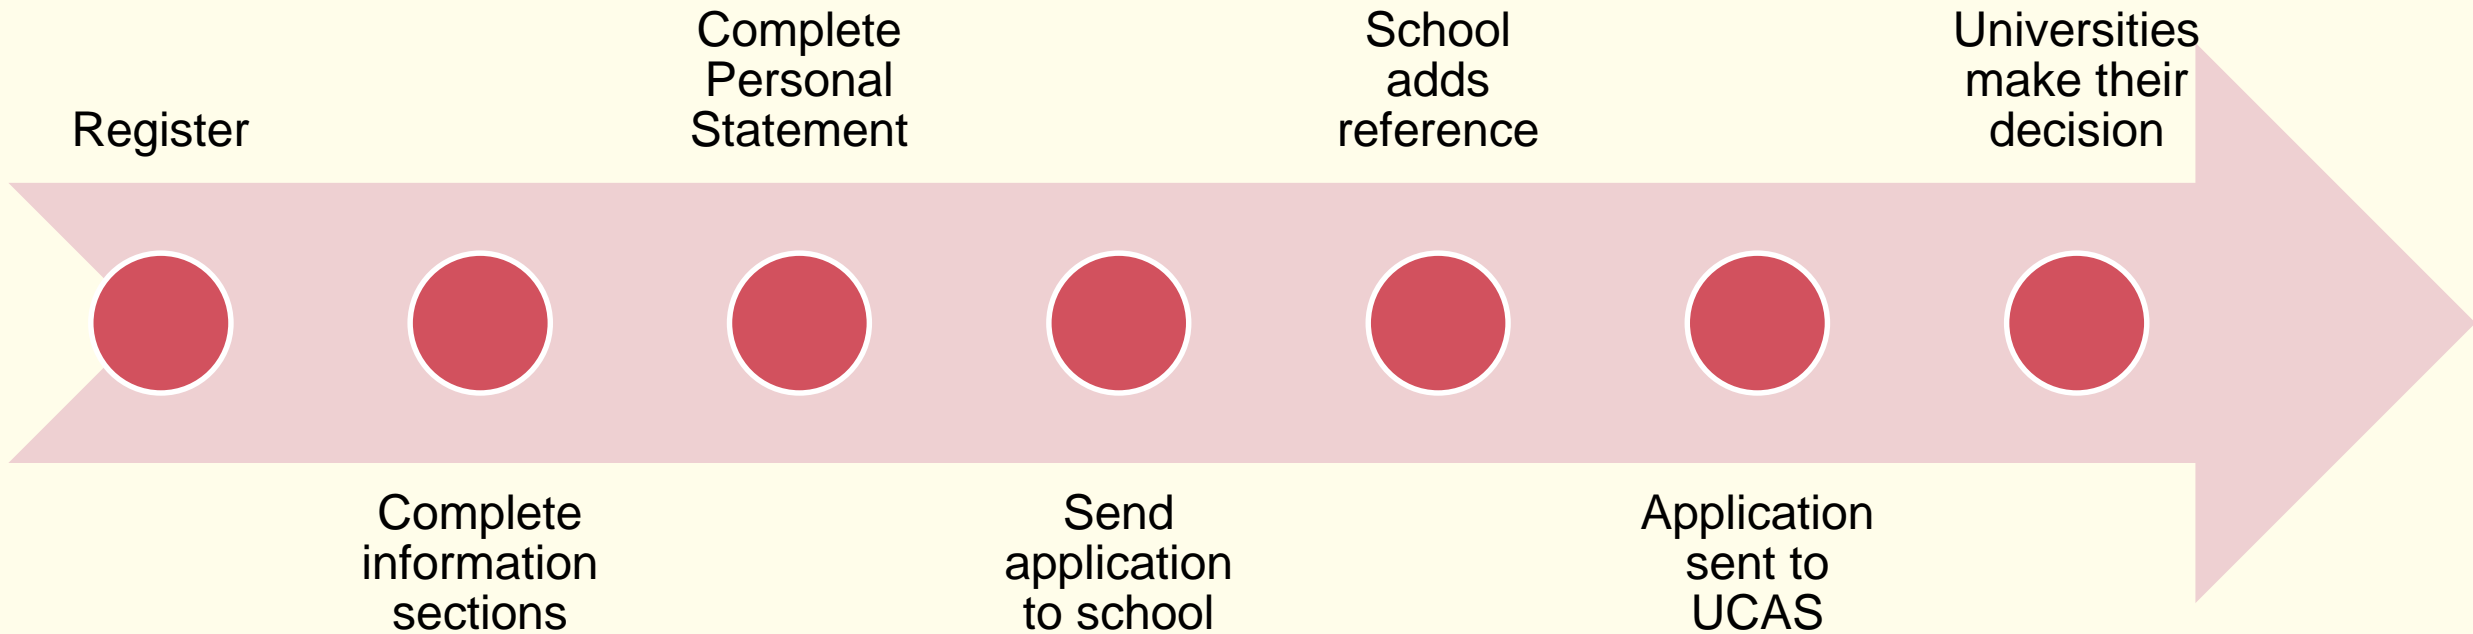 Register
Complete
information
sections
Complete
Personal
Statement
Send
application
to school
School
adds
reference
Application
sent to
UCAS
Universities
make their
decision